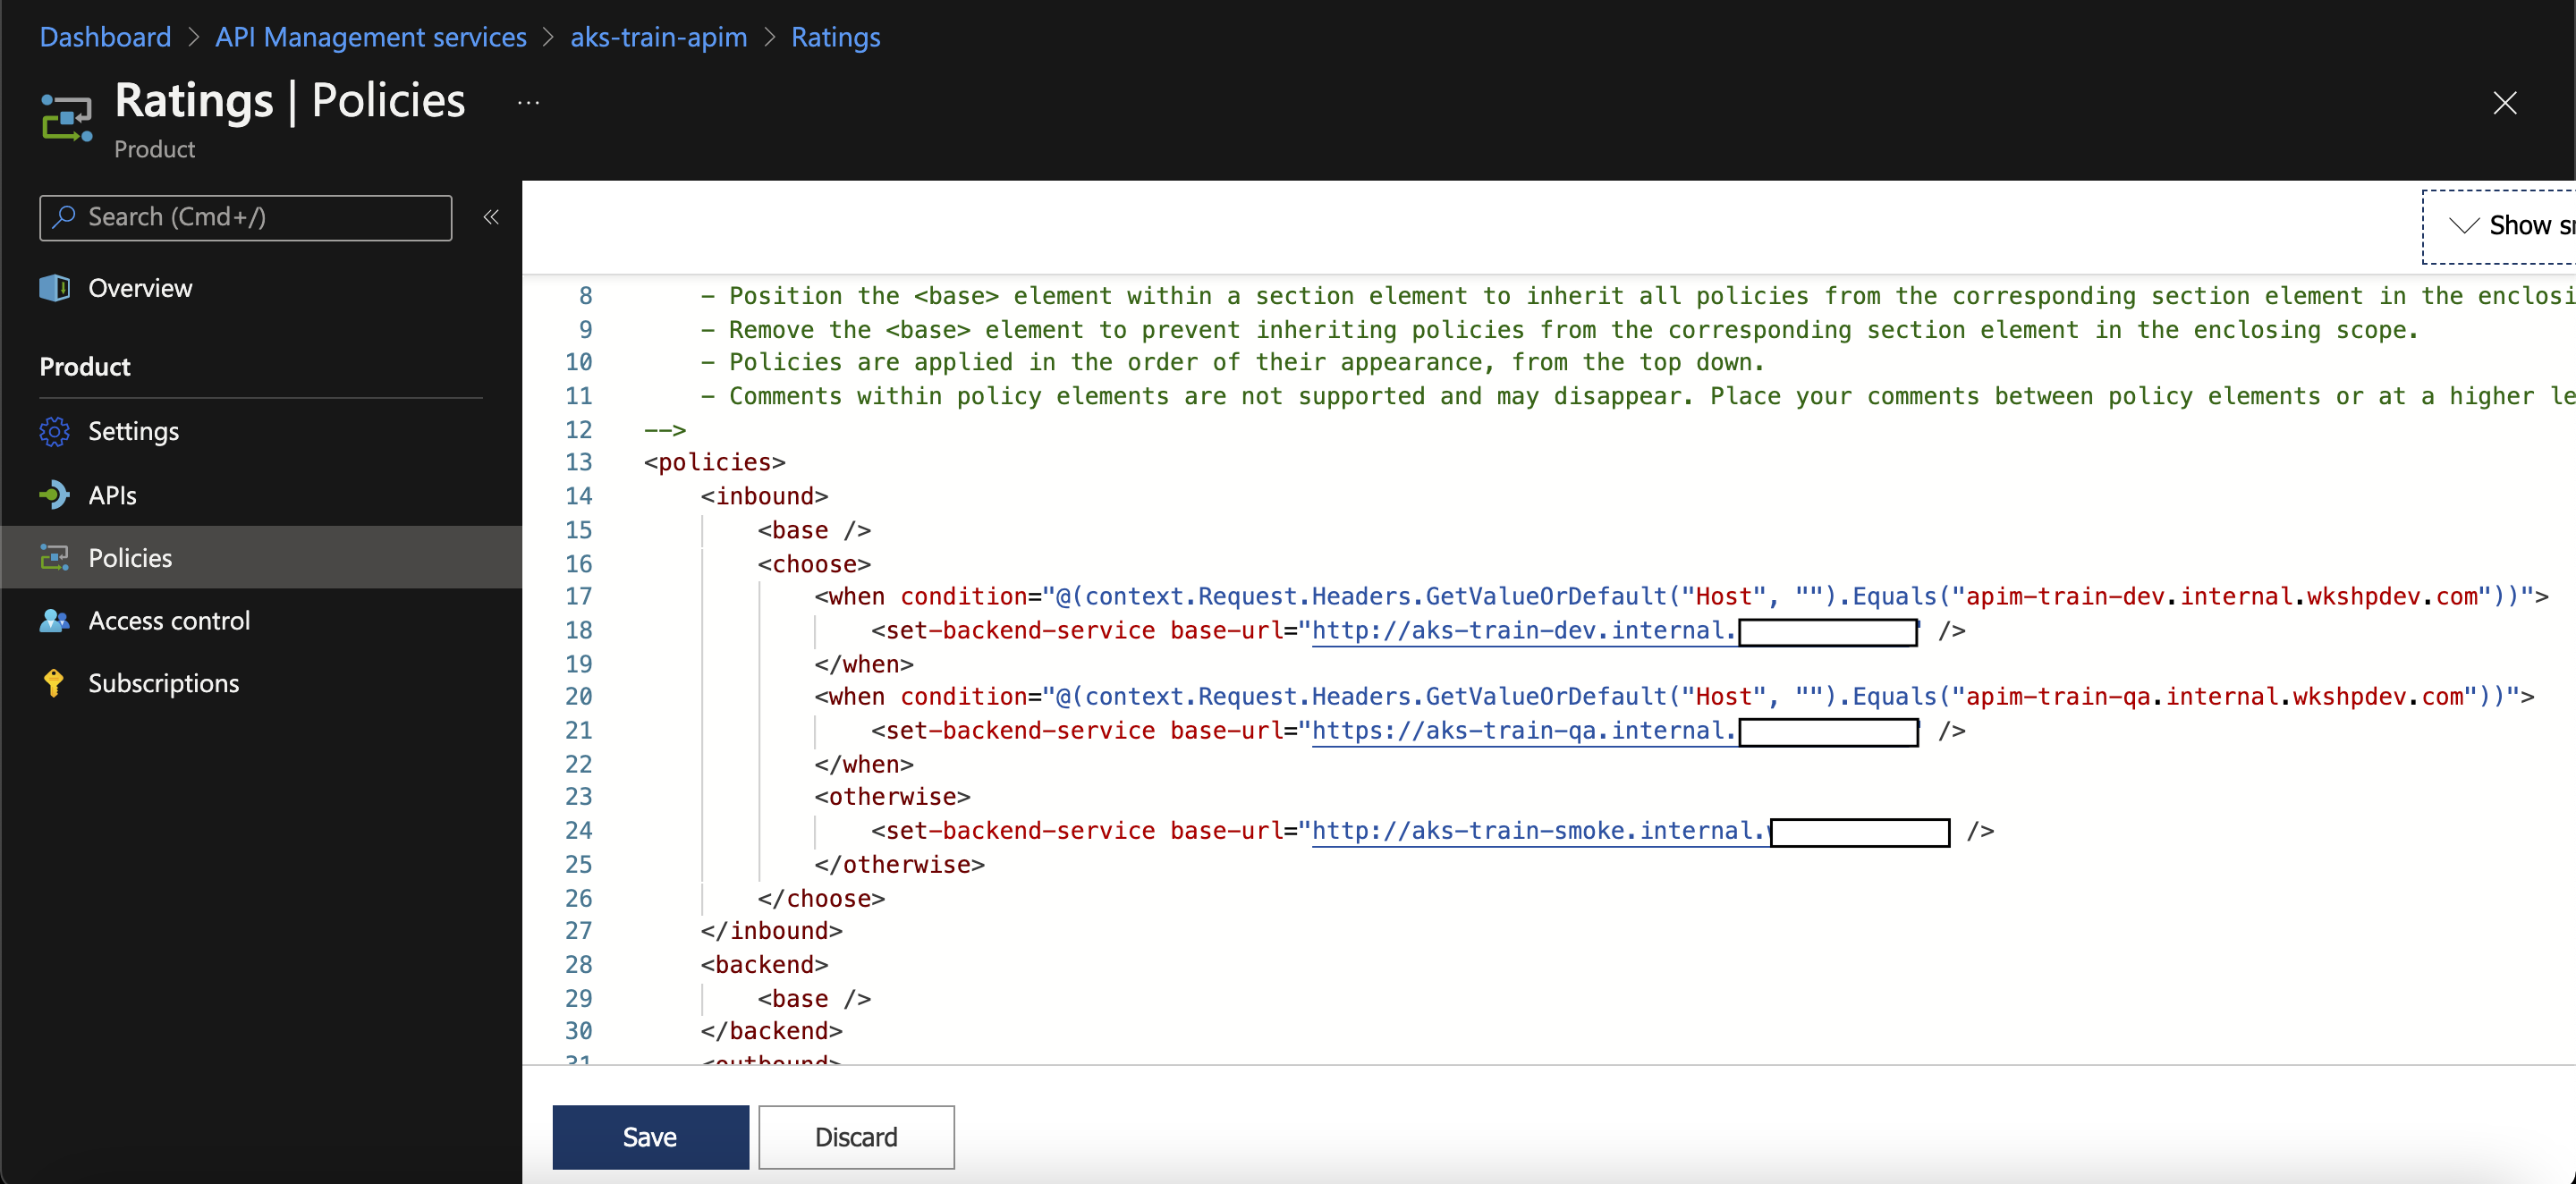 Dashboard > API Management services > aks-train-apim > Ratings
Ratings | Policies ...
Product
Search (Cmd+/)
«
Overview
Product
Settings
APIs
Policies
Access control
Subscriptions
Show
8 - Position the <base> element within a section element to inherit all policies from the corresponding section element in the
9 - Remove the <base> element to prevent inheriting policies from the corresponding section element in the enclosing scope.
10 - Policies are applied in the order of their appearance, from the top down.
11 - Comments within policy elements are not supported and may disappear. Place your comments between policy elements or at a higher
12 -->
13 <policies>
14 <inbound>
15 <base />
16 <choose>
17 <when condition="@(context.Request.Headers.GetValueOrDefault("Host", "").Equals("apim-train-dev.internal.wkshpdev.com"))">
18 <set-backend-service base-url="http://aks-train-dev.internal. />
19 </when>
20 <when condition="@(context.Request.Headers.GetValueOrDefault("Host", "").Equals("apim-train-qa.internal.wkshpdev.com"))">
21 <set-backend-service base-url="https://aks-train-qa.internal. />
22 </when>
23 <otherwise>
24 <set-backend-service base-url="http://aks-train-smoke.internal. />
25 </otherwise>
26 </choose>
27 </inbound>
28 <backend>
29 <base />
30 </backend>
31 <outbound>
Save
Discard